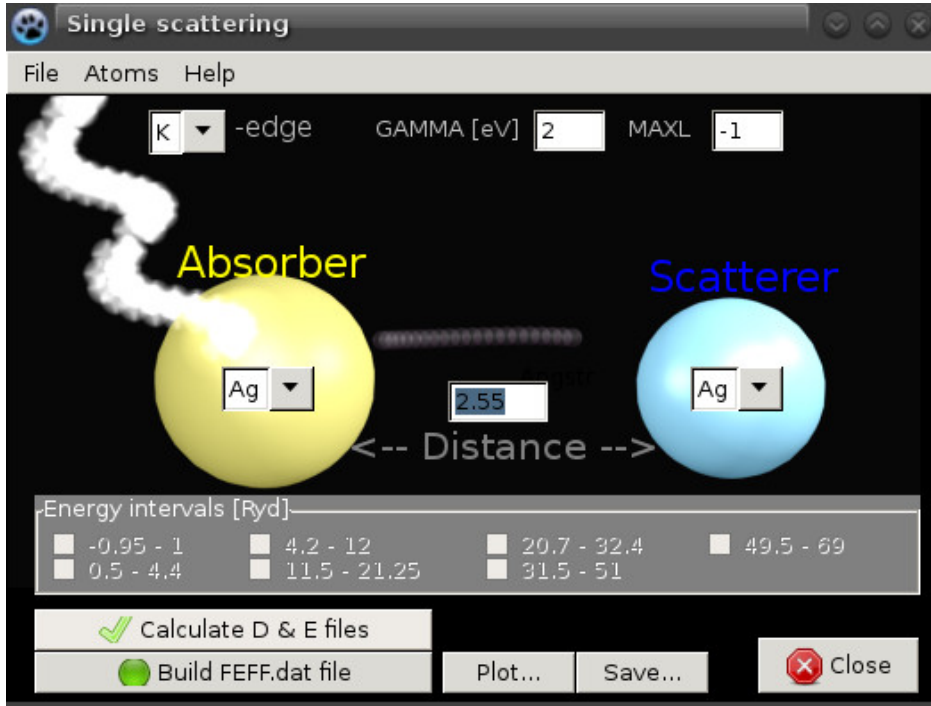 Single scattering
File Atoms Help
K -edge GAMMA [eV] 2 MAXL -1
Absorber
Scatterer
Angstr
Ag
Ag
2.55
<-- Distance -->
Energy intervals [Ryd]
-0.95 - 1 4.2 - 12 20.7 - 32.4 49.5 - 69
0.5 - 4.4 11.5 - 21.25 31.5 - 51
Calculate D & E files
Build FEFF.dat file Plot... Save... Close